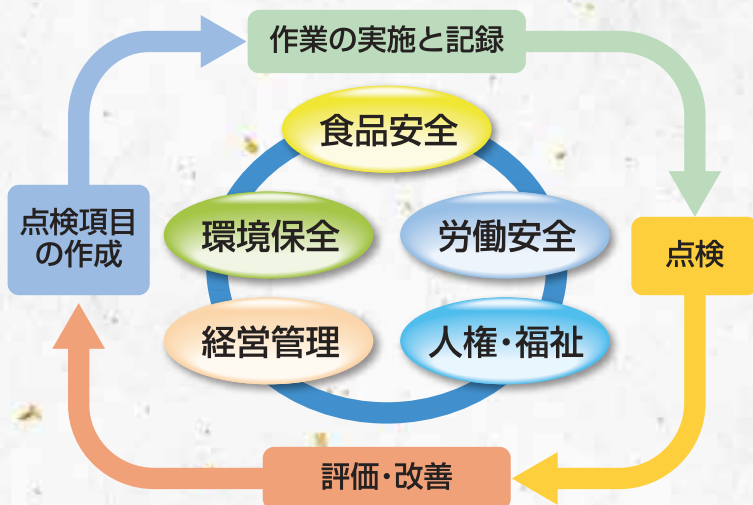 作業の実施と記録
食品安全
点検項目
の作成
環境保全
労働安全
点検
経営管理
人権・福祉
評価・改善